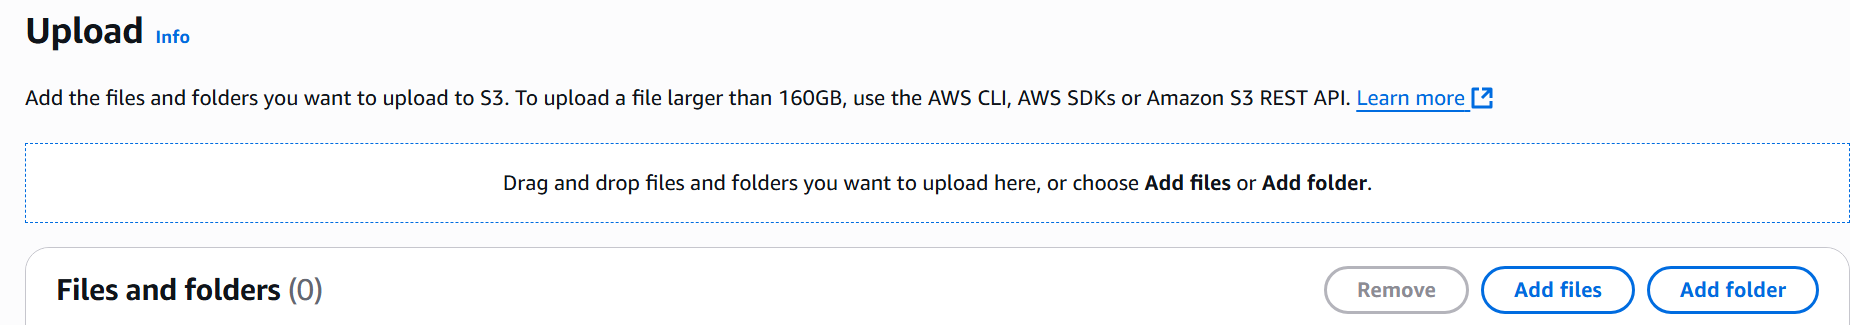 Upload Info
Add the files and folders you want to upload to S3. To upload a file larger than 160GB, use the AWS CLI, AWS SDKs or Amazon S3 REST API. Learn more
Drag and drop files and folders you want to upload here, or choose Add files or Add folder.
Files and folders (0) Remove Add files Add folder